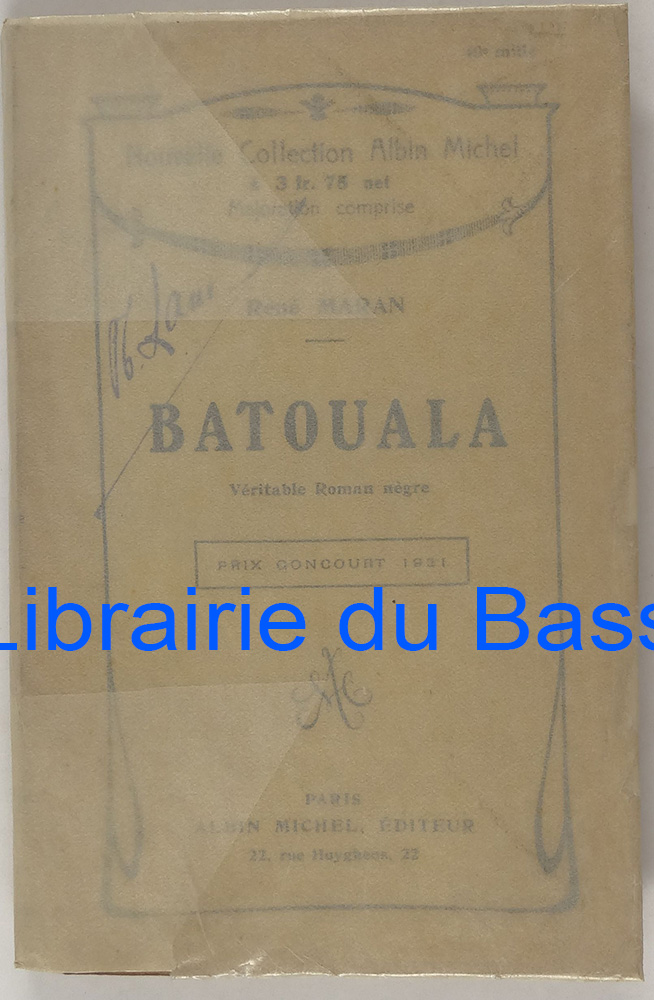 Nouvelle Collection Albin Michel
3 fr. 75 net
Majoration comprise
René MARAN
BATOUALA
Véritable Roman nègre
PRIX GONCOURT 1921
Librairie du Bass
PARIS
ALBIN MICHEL, ÉDITEUR
22, rue Huyghens, 22